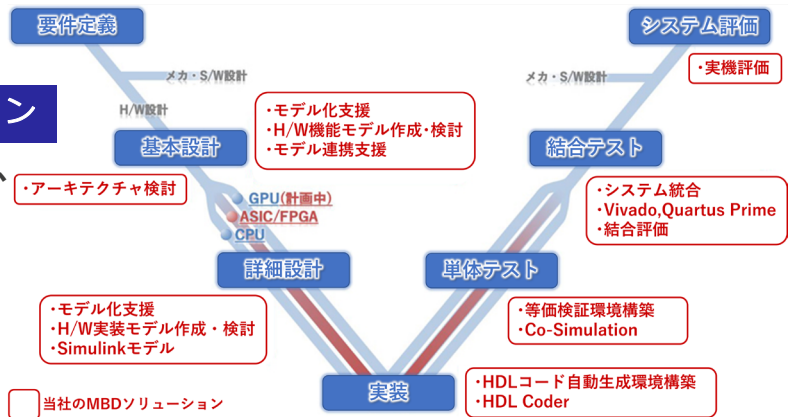 要件定義
システム評価
メカ・S/W設計
メカ・S/W設計
・実機評価
ン
H/W設計
・モデル化支援
・H/W機能モデル作成・検討
・モデル連携支援
基本設計
結合テスト
、
・アーキテクチャ検討
・システム統合
・Vivado,Quartus Prime
・結合評価
GPU(計画中)
ASIC/FPGA
CPU
詳細設計
単体テスト
・モデル化支援
・H/W実装モデル作成・検討
・Simulinkモデル
・等価検証環境構築
・Co-Simulation
実装
・HDLコード自動生成環境構築
・HDL Coder
当社のMBDソリューション